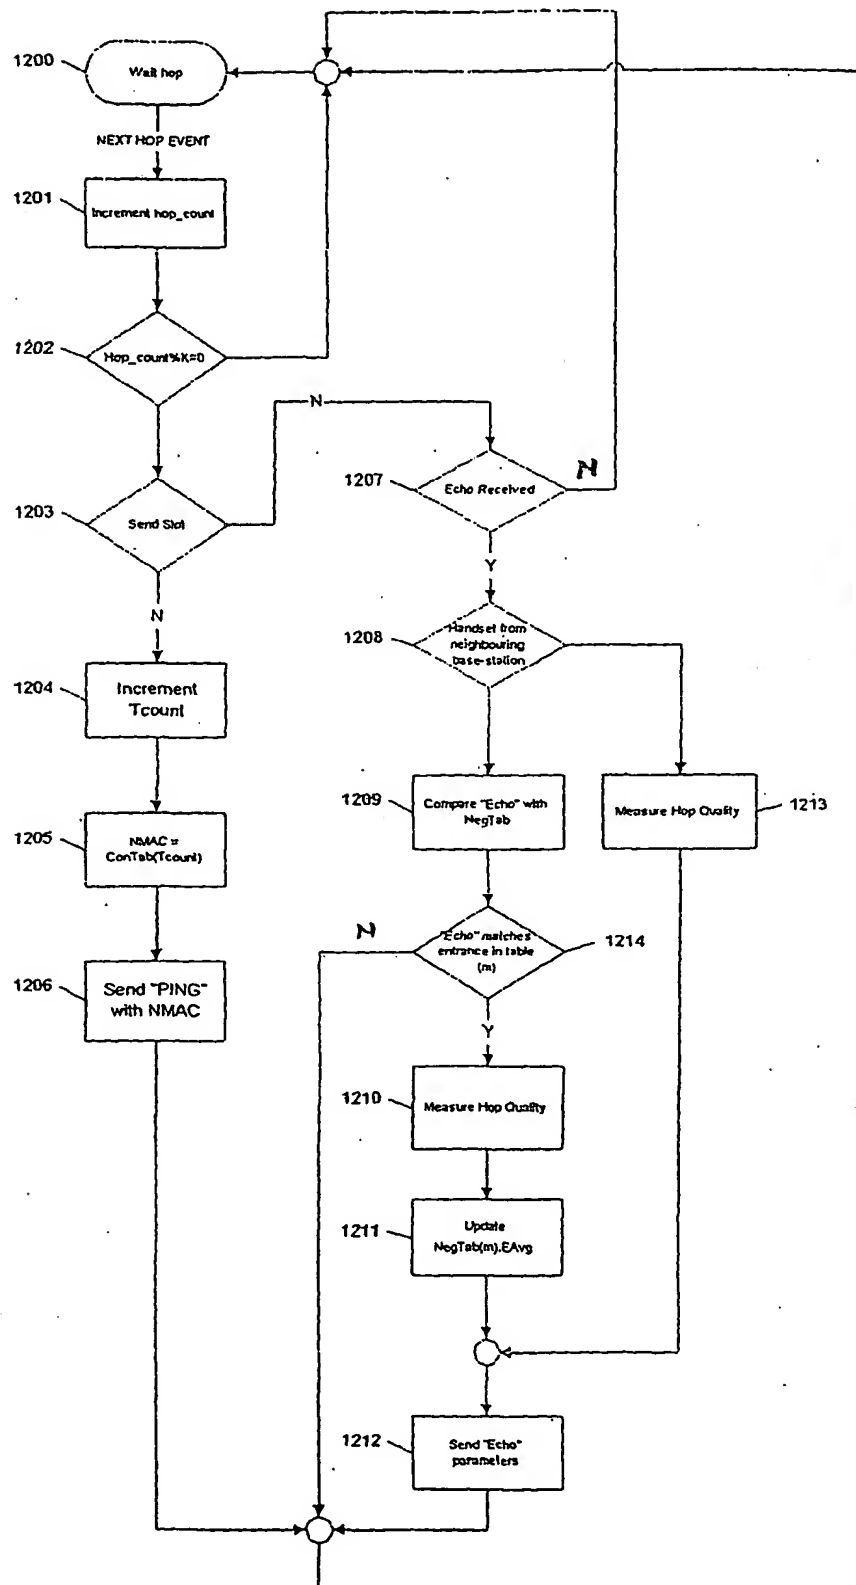 1200
Wait hop
NEXT HOP EVENT
1201
Increment hop_count
1202
Hop_count%K=0
N
N
1207
Echo Received
1203
Send Slot
Y
N
1208
Handset from
neighbouring
base-station
1204
Increment
Tcount
1209
Compare "Echo" with
NegTab
Measure Hop Quality
1213
1205
NMAC =
ConTab(Tcount)
N
"Echo" matches
entrance in table
(m)
1214
1206
Send "PING"
with NMAC
Y
1210
Measure Hop Quality
1211
Update
NegTab(m).EAvg
1212
Send "Echo"
parameters